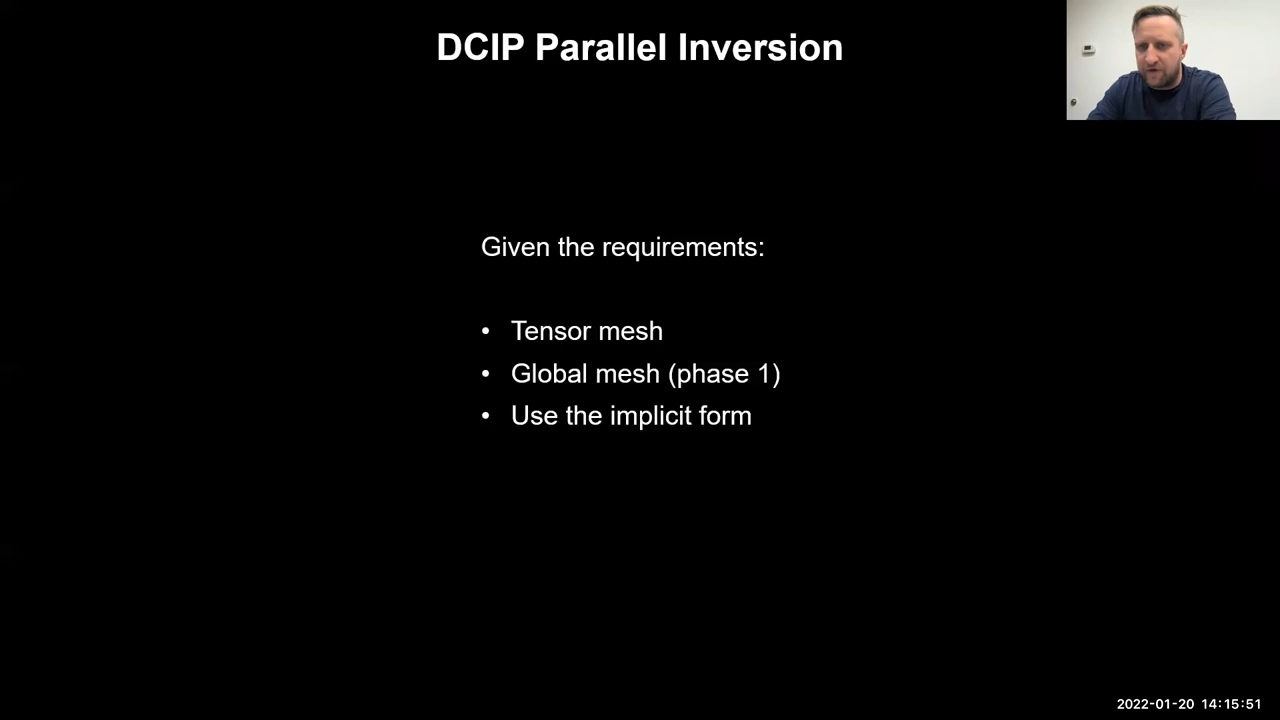 DCIP Parallel Inversion
Given the requirements:
• Tensor mesh
• Global mesh (phase 1)
• Use the implicit form
2022-01-20 14:15:51